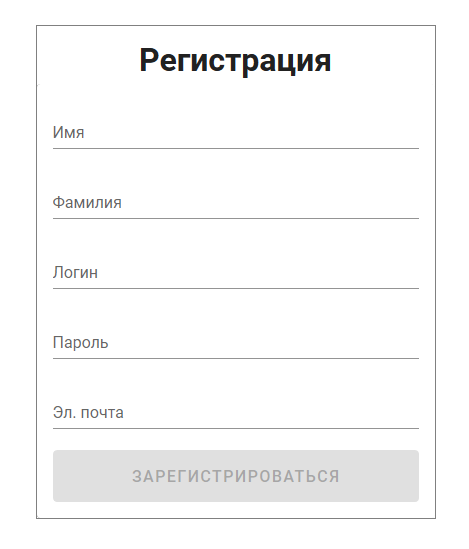 Регистрация
Имя
Фамилия
Логин
Пароль
Эл. почта
ЗАРЕГИСТРИРОВАТЬСЯ